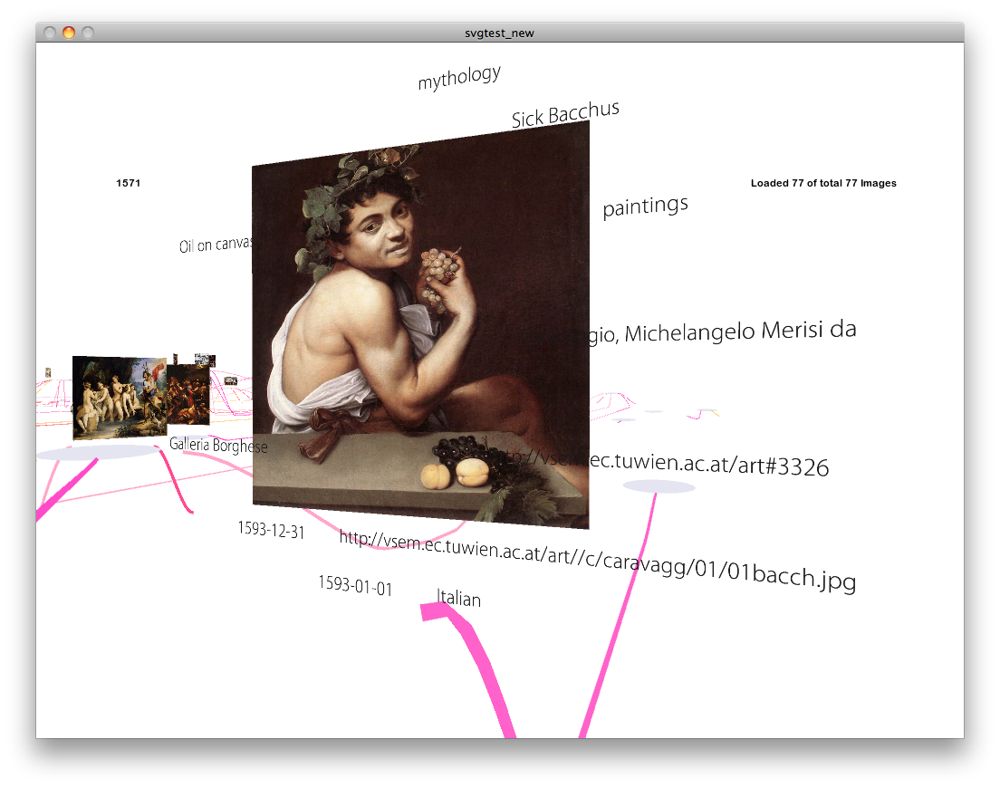 svgtest_new
mythology
Sick Bacchus
1571
Loaded 77 of total 77 Images
paintings
Oil on canvas
gio, Michelangelo Merisi da
Galleria Borghese
http://vsem.ec.tuwien.ac.at/art#3326
1593-12-31
http://vsem.ec.tuwien.ac.at/art//c/caravagg/01/01bacch.jpg
1593-01-01
Italian